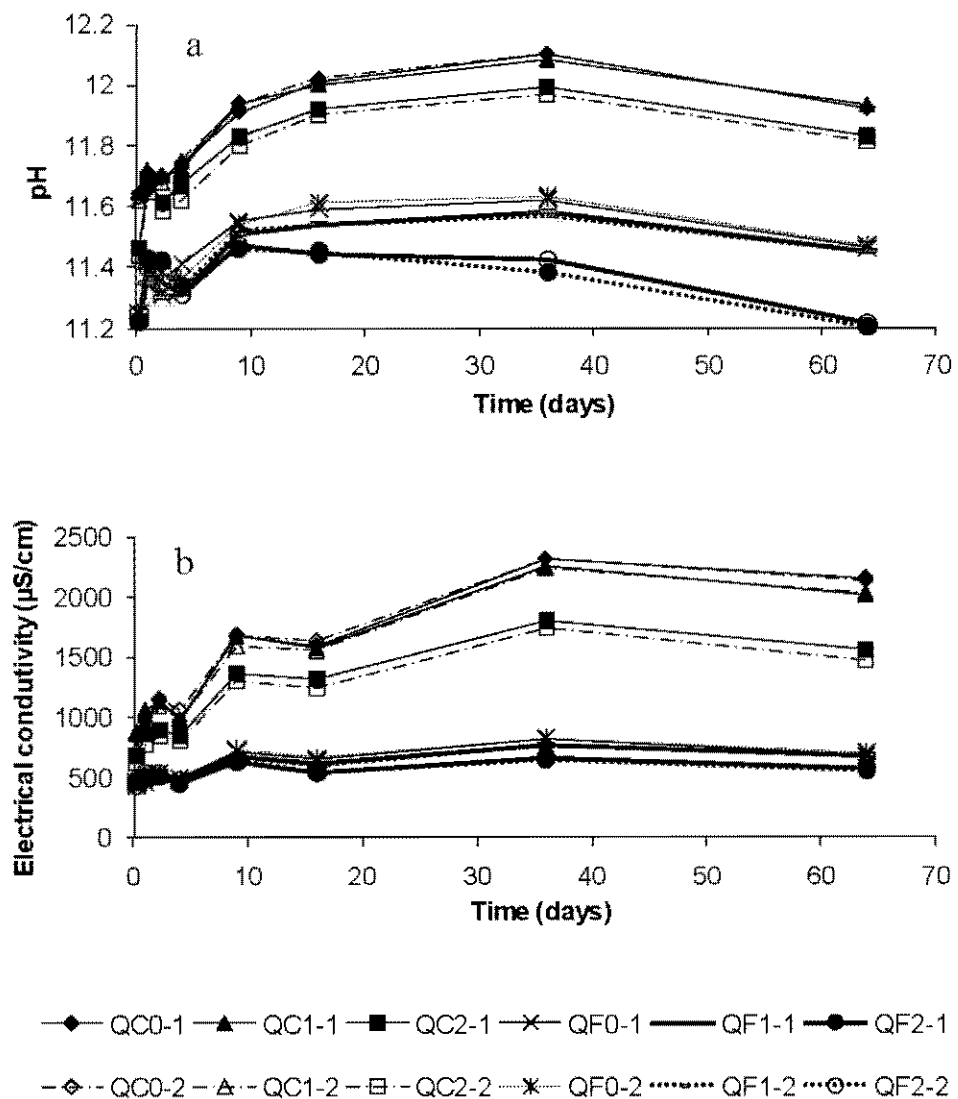 a
12.2
12
11.8
11.6
11.4
11.2
pH
0 10 20 30 40 50 60 70
Time (days)
b
2500
2000
1500
1000
500
0
Electrical condutivity (µS/cm)
0 10 20 30 40 50 60 70
Time (days)
QC0-1 QC1-1 QC2-1 QF0-1 QF1-1 QF2-1
QC0-2 QC1-2 QC2-2 QF0-2 QF1-2 QF2-2